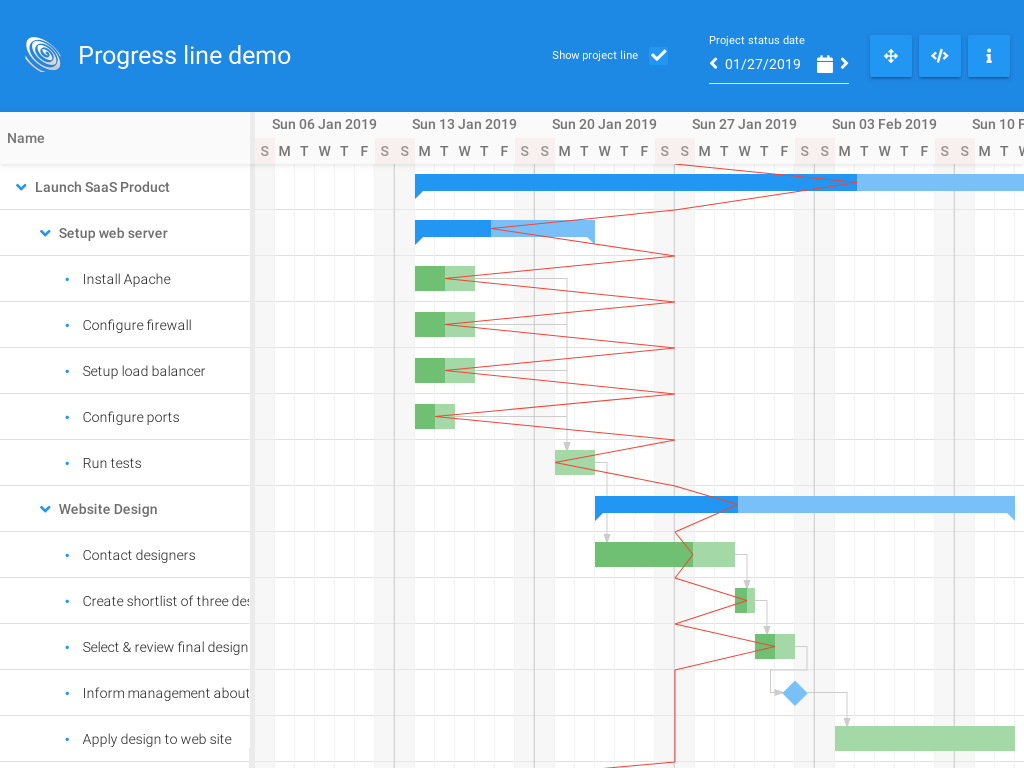 Progress line demo
Show project line
Project status date
01/27/2019
Name
Sun 06 Jan 2019 Sun 13 Jan 2019 Sun 20 Jan 2019 Sun 27 Jan 2019 Sun 03 Feb 2019 Sun 10 F
S M T W T F S S M T W T F S S M T W T F S S M T W T F S S M T W T F S S M T W
Launch SaaS Product
Setup web server
Install Apache
Configure firewall
Setup load balancer
Configure ports
Run tests
Website Design
Contact designers
Create shortlist of three des
Select & review final design
Inform management about
Apply design to web site